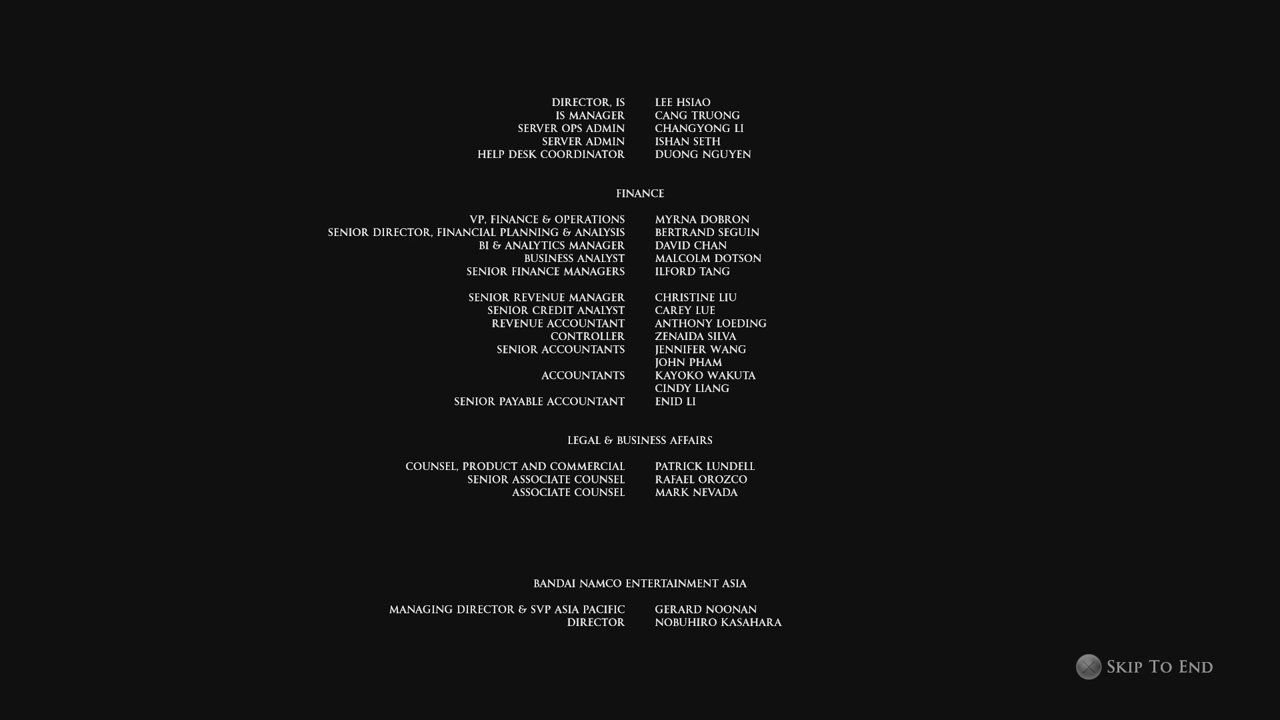 DIRECTOR, IS LEE HSIAO
IS MANAGER CANG TRUONG
SERVER OPS ADMIN CHANGYONG LI
SERVER ADMIN ISHAN SETH
HELP DESK COORDINATOR DUONG NGUYEN
FINANCE
VP, FINANCE & OPERATIONS MYRNA DOBRON
SENIOR DIRECTOR, FINANCIAL PLANNING & ANALYSIS BERTRAND SEGUIN
BI & ANALYTICS MANAGER DAVID CHAN
BUSINESS ANALYST MALCOLM DOTSON
SENIOR FINANCE MANAGERS ILFORD TANG
SENIOR REVENUE MANAGER CHRISTINE LIU
SENIOR CREDIT ANALYST CAREY LUE
REVENUE ACCOUNTANT ANTHONY LOEDING
CONTROLLER ZENAIDA SILVA
SENIOR ACCOUNTANTS JENNIFER WANG
JOHN PHAM
ACCOUNTANTS KAYOKO WAKUTA
CINDY LIANG
SENIOR PAYABLE ACCOUNTANT ENID LI
LEGAL & BUSINESS AFFAIRS
COUNSEL, PRODUCT AND COMMERCIAL PATRICK LUNDELL
SENIOR ASSOCIATE COUNSEL RAFAEL OROZCO
ASSOCIATE COUNSEL MARK NEVADA
BANDAI NAMCO ENTERTAINMENT ASIA
MANAGING DIRECTOR & SVP ASIA PACIFIC GERARD NOONAN
DIRECTOR NOBUHIRO KASAHARA
SKIP TO END